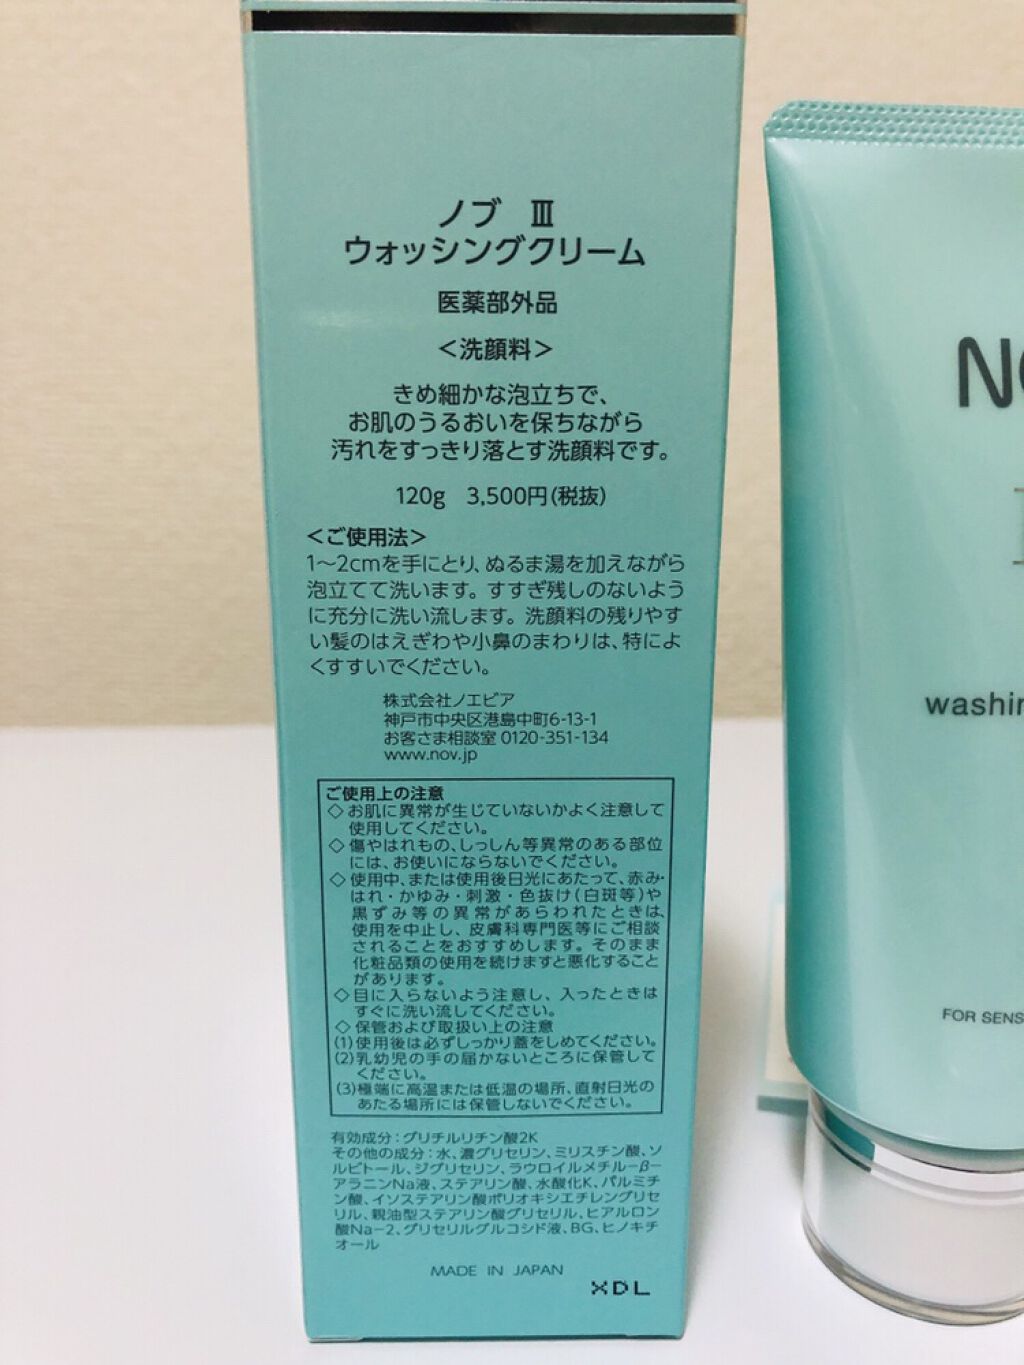 ノブ Ⅲ
ウォッシングクリーム
医薬部外品
＜洗顔料＞
きめ細かな泡立ちで、
お肌のうるおいを保ちながら
汚れをすっきり落とす洗顔料です。
120g 3,500円(税抜)
＜ご使用法＞
1～2cmを手にとり、ぬるま湯を加えながら
泡立てて洗います。すすぎ残しのないよう
に充分に洗い流します。洗顔料の残りやす
い髪のはえぎわや小鼻のまわりは、特によ
くすすいでください。
株式会社ノエビア
神戸市中央区港島中町6-13-1
お客さま相談室 0120-351-134
www.nov.jp
ご使用上の注意
◇お肌に異常が生じていないかよく注意して
使用してください。
◇傷やはれもの、しっしん等異常のある部位
には、お使いにならないでください。
◇使用中、または使用後日光にあたって、赤み・
はれ・かゆみ・刺激・色抜け(白斑等)や
黒ずみ等の異常があらわれたときは、
使用を中止し、皮膚科専門医等にご相談
されることをおすすめします。そのまま
化粧品類の使用を続けますと悪化すること
があります。
◇目に入らないよう注意し、入ったときは
すぐに洗い流してください。
◇保管および取扱い上の注意
(1)使用後は必ずしっかり蓋をしめてください。
(2)乳幼児の手の届かないところに保管して
ください。
(3)極端に高温または低温の場所、直射日光の
あたる場所には保管しないでください。
有効成分：グリチルリチン酸2K
その他の成分：水、濃グリセリン、ミリスチン酸、ソ
ルビトール、ジグリセリン、ラウロイルメチル-β-
アラニンNa液、ステアリン酸、水酸化K、パルミチ
ン酸、イソステアリン酸ポリオキシエチレングリセ
リル、親油型ステアリン酸グリセリル、ヒアルロン
酸Na-2、グリセリルグルコシド液、BG、ヒノキチ
オール
MADE IN JAPAN
XDL
NO
washin
FOR SENS